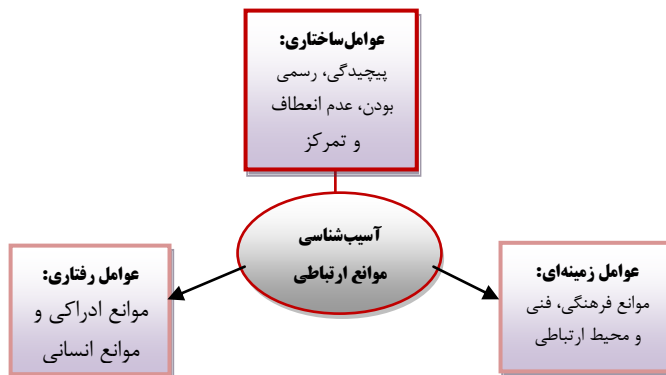 عوامل‌ساختاری:
پیچیدگی، رسمی
بودن، عدم انعطاف
و تمرکز
آسیب‌شناسی
موانع ارتباطی
عوامل زمینه‌ای:
موانع فرهنگی، فنی
و محیط ارتباطی
عوامل رفتاری:
موانع ادراکی و
موانع انسانی